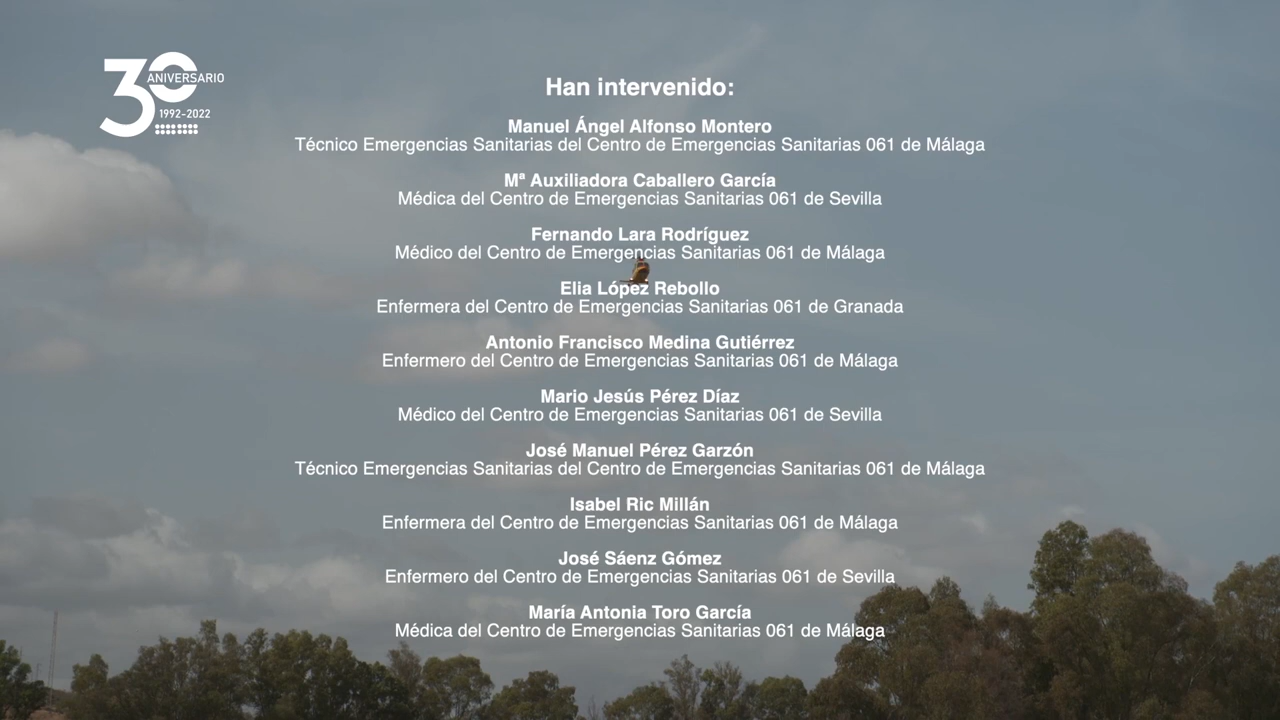 30
ANIVERSARIO
1992-2022
Han intervenido:
Manuel Ángel Alfonso Montero
Técnico Emergencias Sanitarias del Centro de Emergencias Sanitarias 061 de Málaga
Mª Auxiliadora Caballero García
Médica del Centro de Emergencias Sanitarias 061 de Sevilla
Fernando Lara Rodríguez
Médico del Centro de Emergencias Sanitarias 061 de Málaga
Elia López Rebollo
Enfermera del Centro de Emergencias Sanitarias 061 de Granada
Antonio Francisco Medina Gutiérrez
Enfermero del Centro de Emergencias Sanitarias 061 de Málaga
Mario Jesús Pérez Díaz
Médico del Centro de Emergencias Sanitarias 061 de Sevilla
José Manuel Pérez Garzón
Técnico Emergencias Sanitarias del Centro de Emergencias Sanitarias 061 de Málaga
Isabel Ric Millán
Enfermera del Centro de Emergencias Sanitarias 061 de Málaga
José Sáenz Gómez
Enfermero del Centro de Emergencias Sanitarias 061 de Sevilla
María Antonia Toro García
Médica del Centro de Emergencias Sanitarias 061 de Málaga